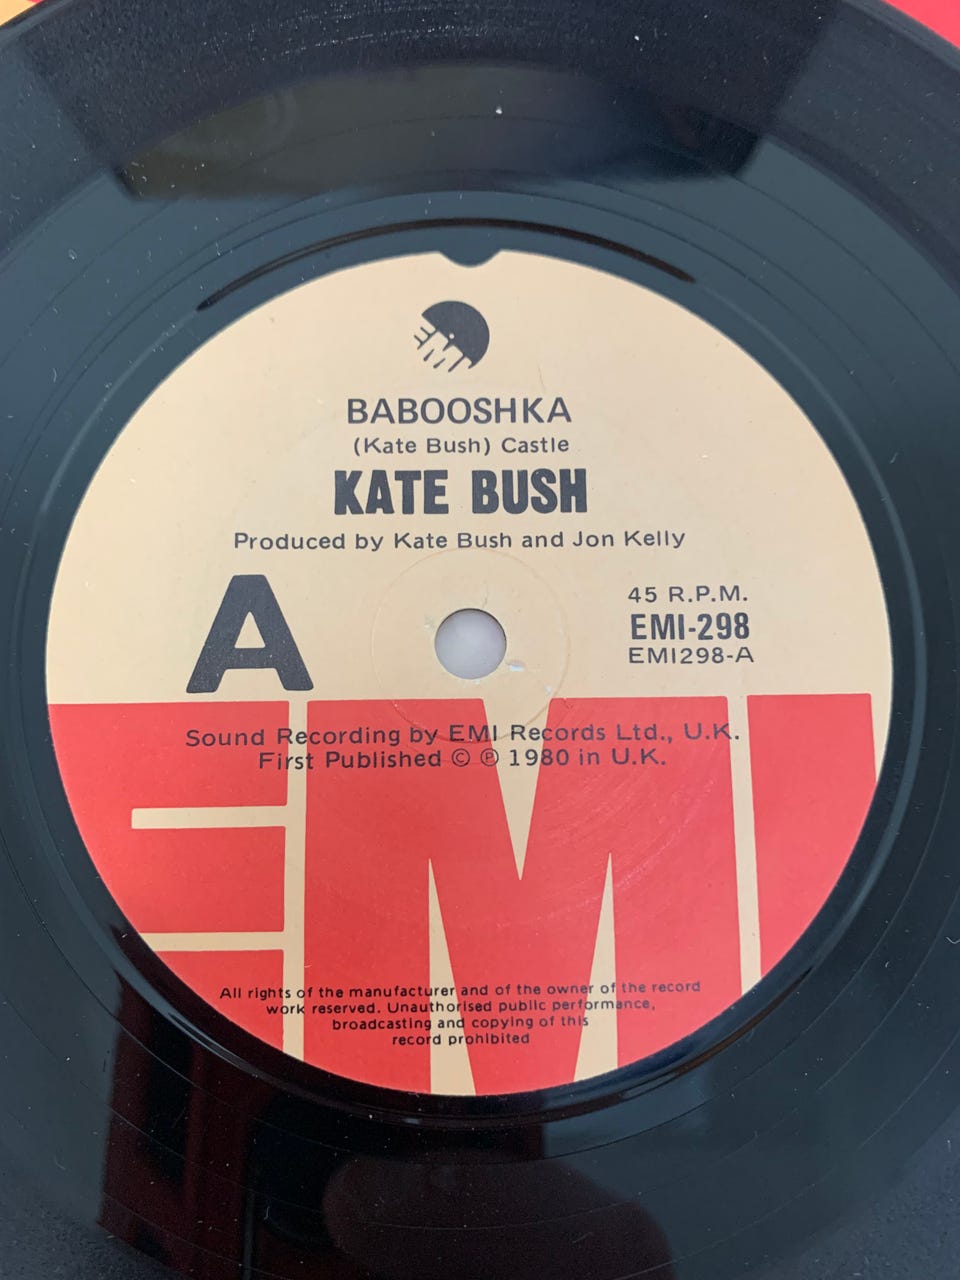 EMI
BABOOSHKA
(Kate Bush) Castle
KATE BUSH
Produced by Kate Bush and Jon Kelly
A
45 R.P.M.
EMI-298
EMI298-A
Sound Recording by EMI Records Ltd., U.K.
First Published © ℗ 1980 in U.K.
EMI
All rights of the manufacturer and of the owner of the record
work reserved. Unauthorised public performance,
broadcasting and copying of this
record prohibited